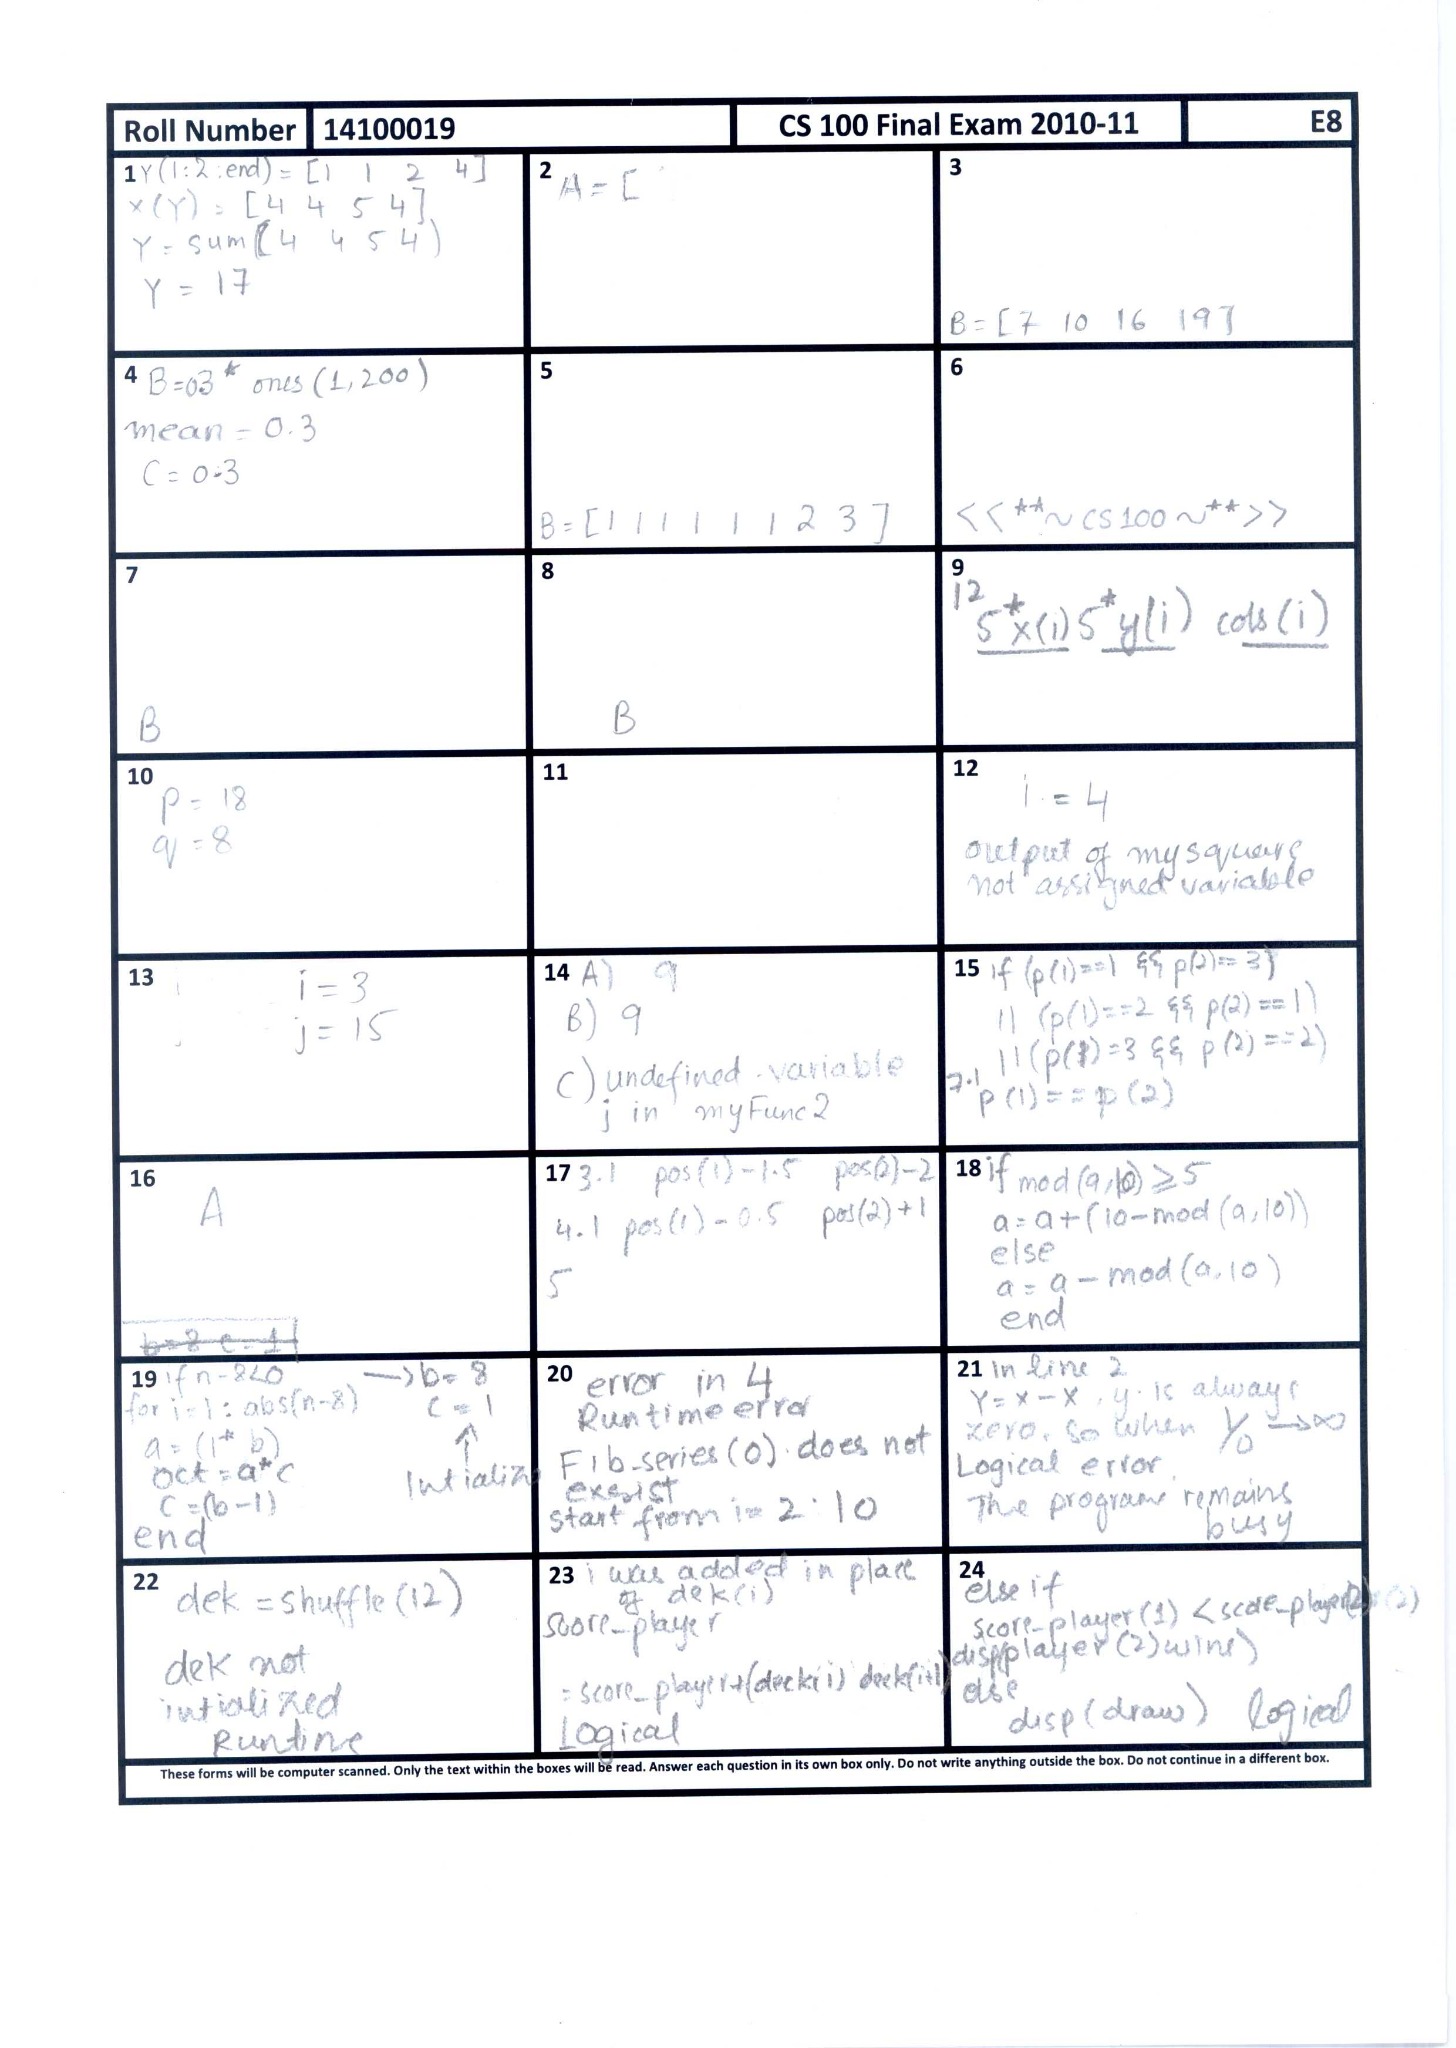 Roll Number 14100019 CS 100 Final Exam 2010-11 E8
1 Y(1:2:end) = [1 1 2 4]
X(Y) = [4 4 5 4]
Y = sum[4 4 5 4)
Y = 17
2 A = [
3
B = [7 10 16 19]
4 B=03* ones (1,200)
mean = 0.3
C = 0.3
5
B = [1 1 1 1 1 1 2 3]
6
<<**~CS100~**>>
7
B
8
B
9
12 5*x(i) 5*y(i) cols(i)
10
p = 18
q = 8
11
12
i = 4
output of mysquare
not assigned variable
13
i = 3
j = 15
14 A) 9
B) 9
C) undefined variable
j in myFunc2
15 if (p(1)==1 && p(2)==3)
|| (p(1)==2 && p(2)==1)
|| (p(1)=3 && p(2)==2)
7.1 p(1)==p(2)
16
A
b=8 c=1
17 3.1 pos(1)-1.5 pos(2)-2
4.1 pos(1)-0.5 pos(2)+1
5
18 if mod(a,10) ≥ 5
a = a+(10-mod(a,10))
else
a = a - mod(a,10)
end
19 if n-8<0 → b=8
for i=1:abs(n-8) c=1
a = (1* b) ↑
oct = a*c Intialize
c = (b-1)
end
20 error in 4
Runtime error
Fib_series(0) does not
exesist
start from i= 2:10
21 In line 2
Y = x - x, y is always
zero, so when 1/0 → ∞
Logical error
The program remains
busy
22 dek = shuffle(12)
dek not
intialized
Runtime
23 i was added in place
of dek(i)
score_player
= score_player+(deck(i) deck(i+1)
Logical
24
else if
score_player(1) < score_player(2)
disp(player(2)wins)
else
disp(draw) logical
These forms will be computer scanned. Only the text within the boxes will be read. Answer each question in its own box only. Do not write anything outside the box. Do not continue in a different box.